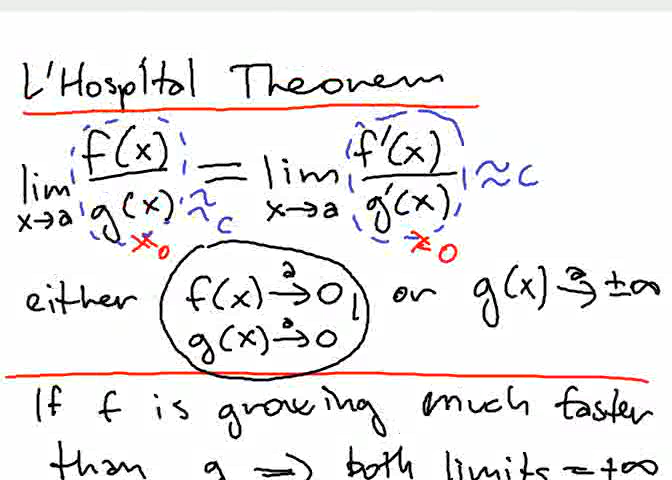 L'Hospital Theorem
lim x→a f(x)/g(x) ≈ c = lim x→a f'(x)/g'(x) ≈ c
≠0 ≠0
either f(x) →a 0, g(x) →a 0 or g(x) →a ±∞
If f is growing much faster
than g ⟹ both limits = +∞